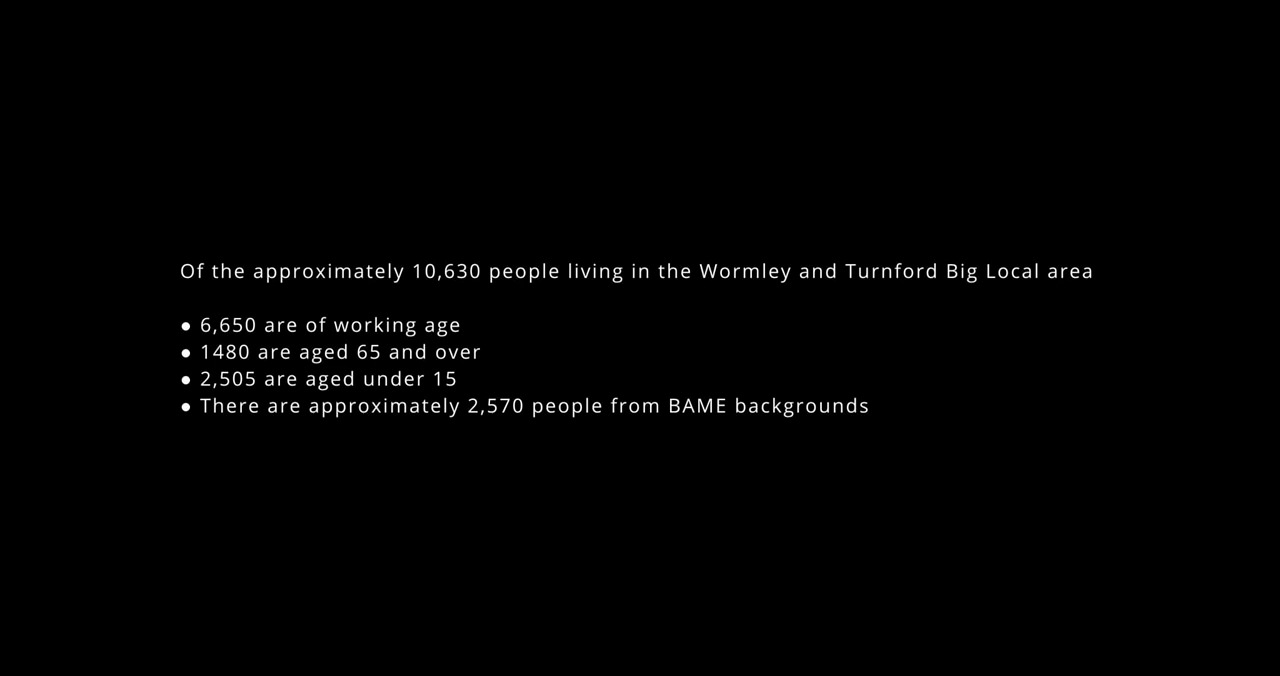 Of the approximately 10,630 people living in the Wormley and Turnford Big Local area
● 6,650 are of working age
● 1480 are aged 65 and over
● 2,505 are aged under 15
● There are approximately 2,570 people from BAME backgrounds